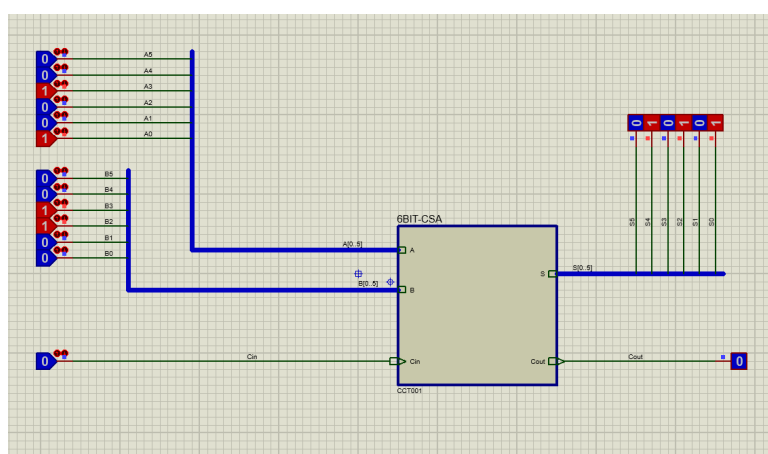 0 A5
0 A4
1 A3
0 A2
0 A1
1 A0
0 1 0 1 0 1
0 B5
0 B4
1 B3
1 B2
0 B1
0 B0
S5 S4 S3 S2 S1 S0
6BIT-CSA
A[0..5] A
S S[0..5]
B[0..5] B
0 Cin Cin Cout Cout 0
CCT001